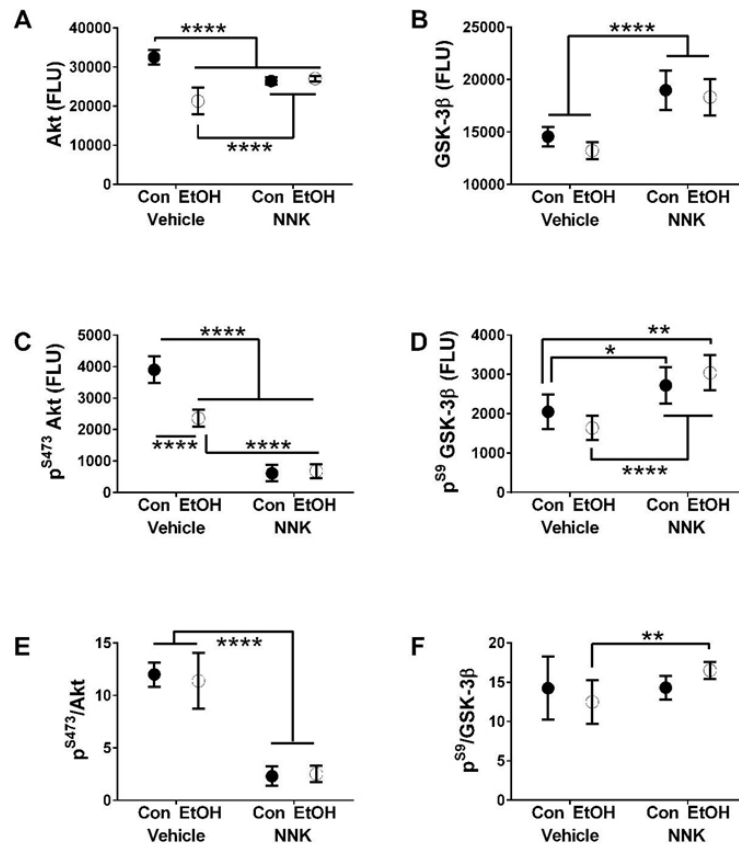 A
Akt (FLU)
40000
30000
20000
10000
0
****
****
Con EtOH Con EtOH
Vehicle NNK
B
GSK-3β (FLU)
25000
20000
15000
10000
****
Con EtOH Con EtOH
Vehicle NNK
C
pS473 Akt (FLU)
5000
4000
3000
2000
1000
0
****
****
****
Con EtOH Con EtOH
Vehicle NNK
D
pS9 GSK-3β (FLU)
4000
3000
2000
1000
0
**
*
****
Con EtOH Con EtOH
Vehicle NNK
E
pS473/Akt
15
10
5
0
****
Con EtOH Con EtOH
Vehicle NNK
F
pS9/GSK-3β
25
20
15
10
5
0
**
Con EtOH Con EtOH
Vehicle NNK